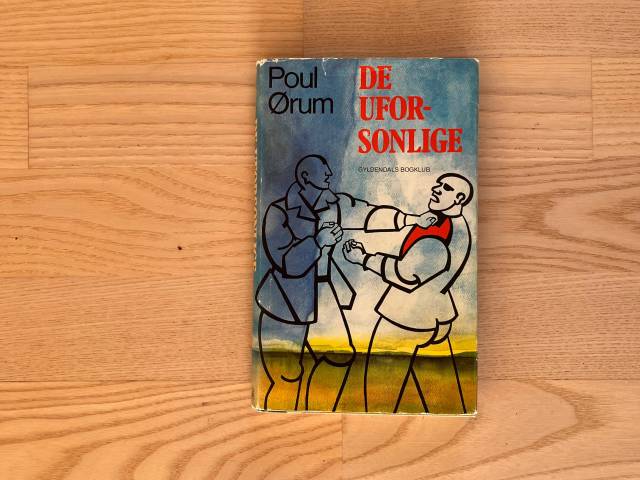 Poul
Ørum
DE
UFOR-
SONLIGE
GYLDENDALS BOGKLUB